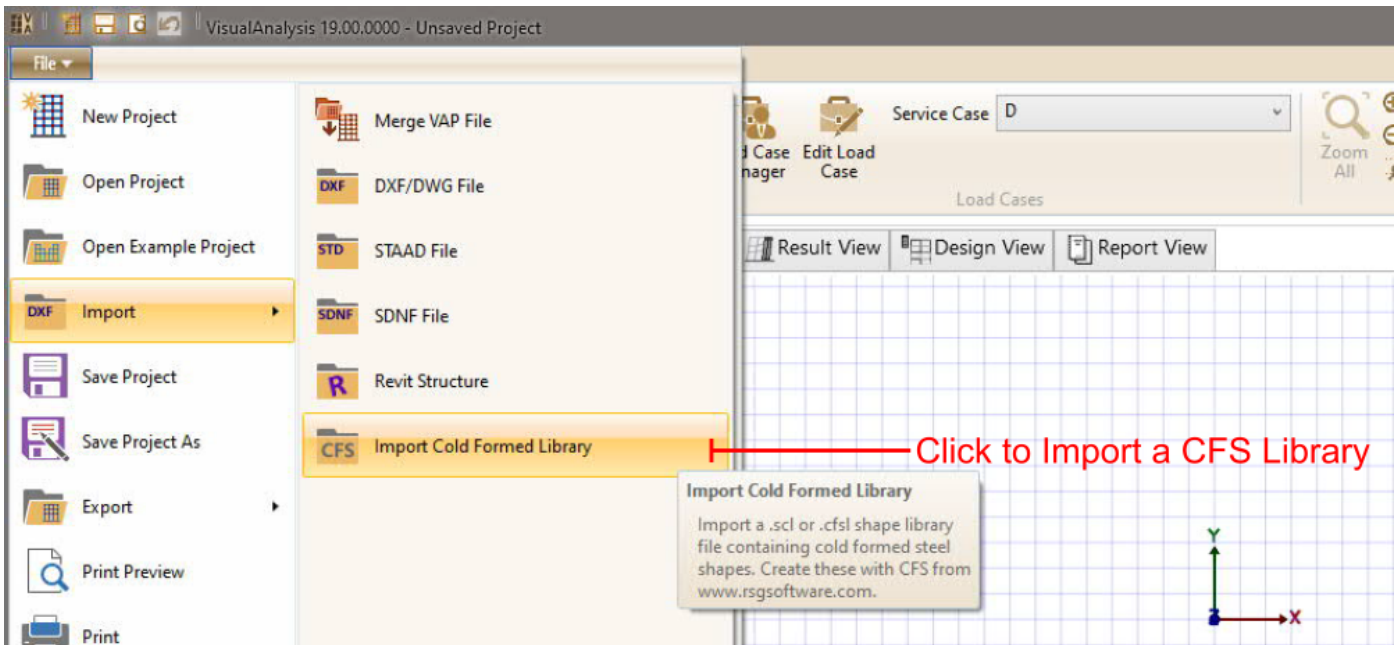 VisualAnalysis 19.00.0000 - Unsaved Project
File
New Project
Open Project
Open Example Project
DXF Import
Save Project
Save Project As
Export
Print Preview
Print
Merge VAP File
DXF DXF/DWG File
STD STAAD File
SDNF SDNF File
R Revit Structure
CFS Import Cold Formed Library
Import Cold Formed Library
Import a .scl or .cfsl shape library
file containing cold formed steel
shapes. Create these with CFS from
www.rsgsoftware.com.
Case
Edit Load
Case
Service Case D
Load Cases
Zoom
All
Result View
Design View
Report View
Click to Import a CFS Library
Y
X